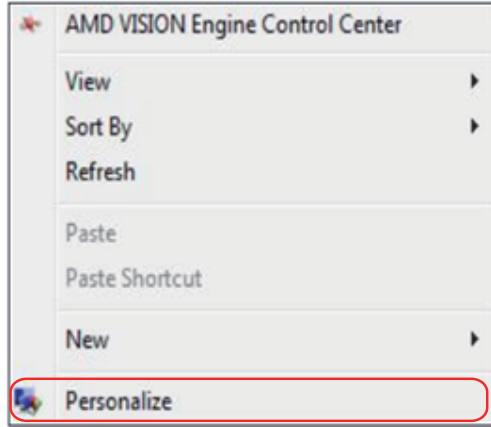 AMD VISION Engine Control Center
View
Sort By
Refresh
Paste
Paste Shortcut
New
Personalize